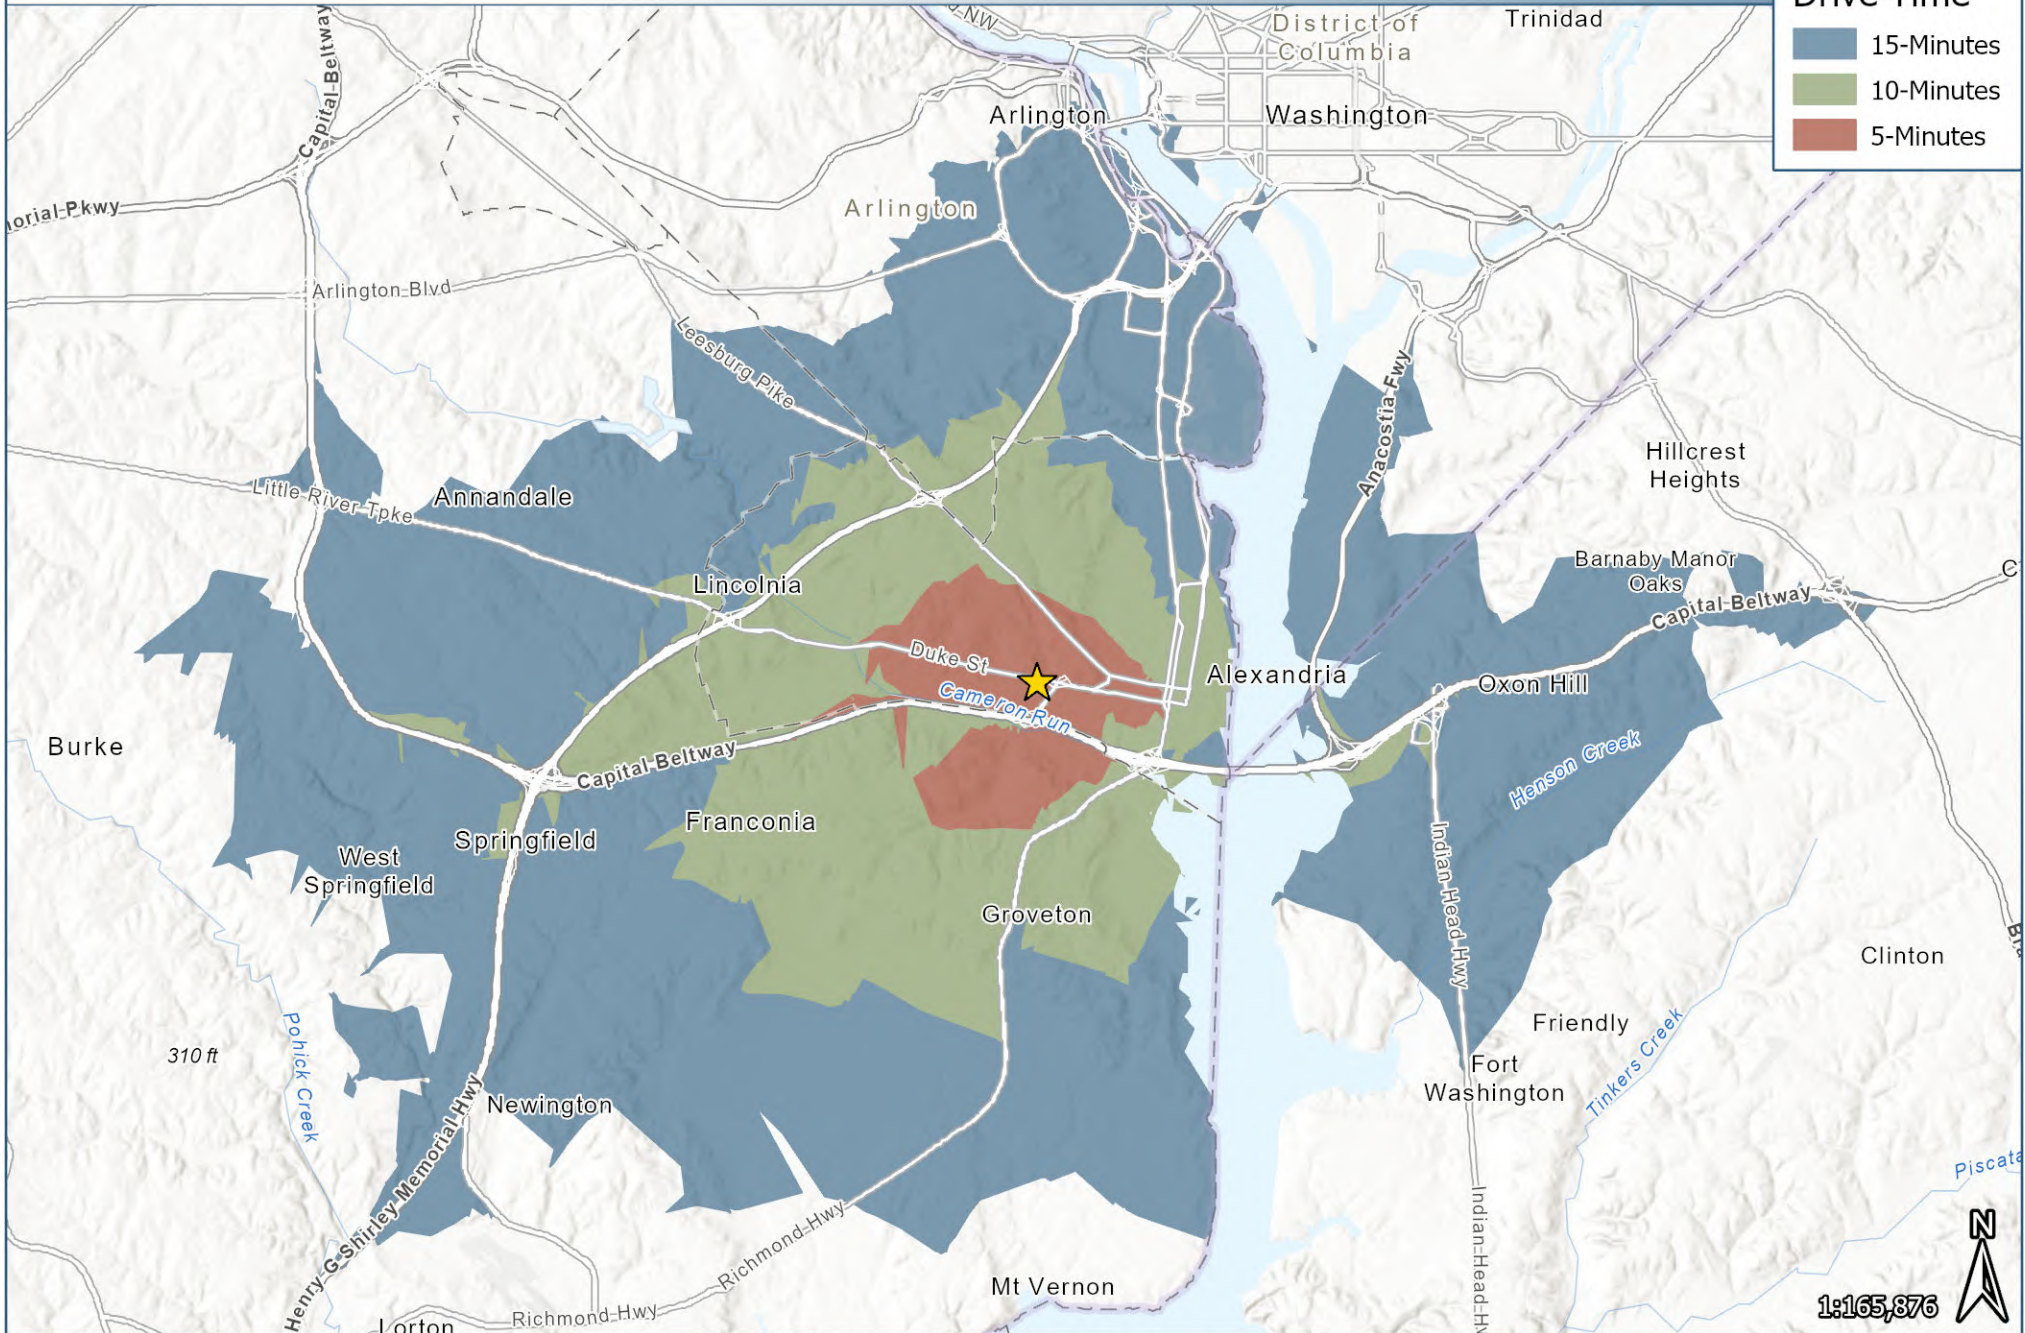 Drive Time
15-Minutes
10-Minutes
5-Minutes
NW
District of
Columbia
Trinidad
Capital-Beltway
Arlington
Washington
Arlington
orial-Pkwy
Arlington Blvd
Leesburg Pike
Anacostia-Fwy
Hillcrest
Heights
Little River Tpke
Annandale
Barnaby Manor
Oaks
Lincolnia
Capital-Beltway
Duke St
Alexandria
Oxon Hill
Cameron-Run
Burke
Capital Beltway
Henson Creek
Franconia
Springfield
West
Springfield
Indian-Head-Hwy
Groveton
Clinton
Pohick Creek
310 ft
Friendly
Tinkers Creek
Fort
Washington
Newington
Henry-G-Shirley-Memorial-Hwy
Piscata
Richmond-Hwy
Indian-Head-H
Mt Vernon
Richmond-Hwy
Lorton
N
1:165,876